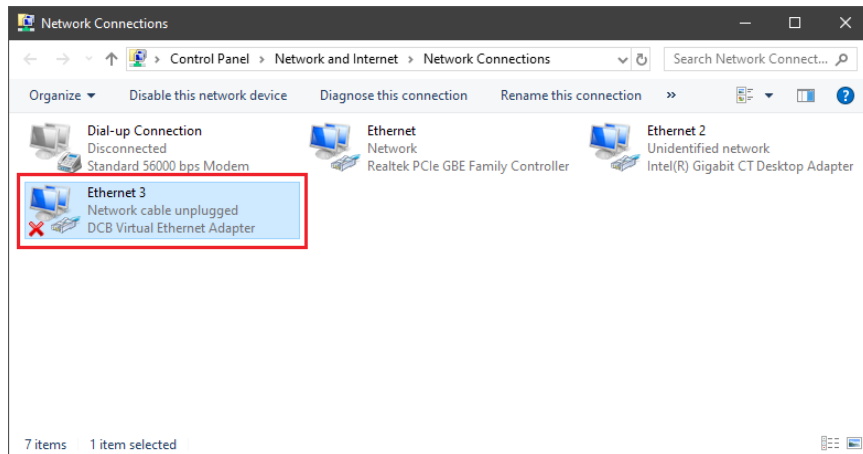 Network Connections
Control Panel > Network and Internet > Network Connections
Search Network Connect...
Organize Disable this network device Diagnose this connection Rename this connection » ?
Dial-up Connection
Disconnected
Standard 56000 bps Modem
Ethernet
Network
Realtek PCIe GBE Family Controller
Ethernet 2
Unidentified network
Intel(R) Gigabit CT Desktop Adapter
Ethernet 3
Network cable unplugged
DCB Virtual Ethernet Adapter
7 items 1 item selected